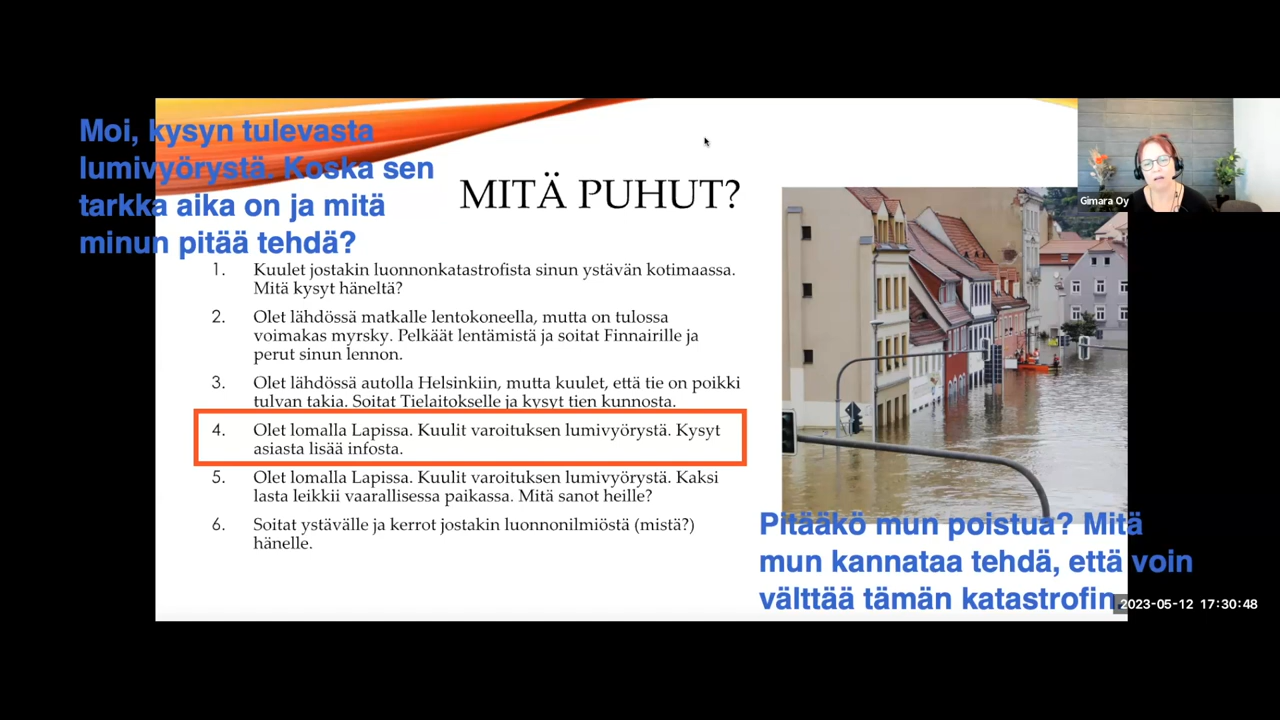 Moi, kysyn tulevasta
lumivyörystä. Koska sen
tarkka aika on ja mitä
minun pitää tehdä?
MITÄ PUHUT?
Gimara Oy
1. Kuulet jostakin luonnonkatastrofista sinun ystävän kotimaassa.
Mitä kysyt häneltä?
2. Olet lähdössä matkalle lentokoneella, mutta on tulossa
voimakas myrsky. Pelkäät lentämistä ja soitat Finnairille ja
perut sinun lennon.
3. Olet lähdössä autolla Helsinkiin, mutta kuulet, että tie on poikki
tulvan takia. Soitat Tielaitokselle ja kysyt tien kunnosta.
4. Olet lomalla Lapissa. Kuulit varoituksen lumivyörystä. Kysyt
asiasta lisää infosta.
5. Olet lomalla Lapissa. Kuulit varoituksen lumivyörystä. Kaksi
lasta leikkii vaarallisessa paikassa. Mitä sanot heille?
6. Soitat ystävälle ja kerrot jostakin luonnonilmiöstä (mistä?)
hänelle.
Pitääkö mun poistua? Mitä
mun kannataa tehdä, että voin
välttää tämän katastrofin
2023-05-12 17:30:48